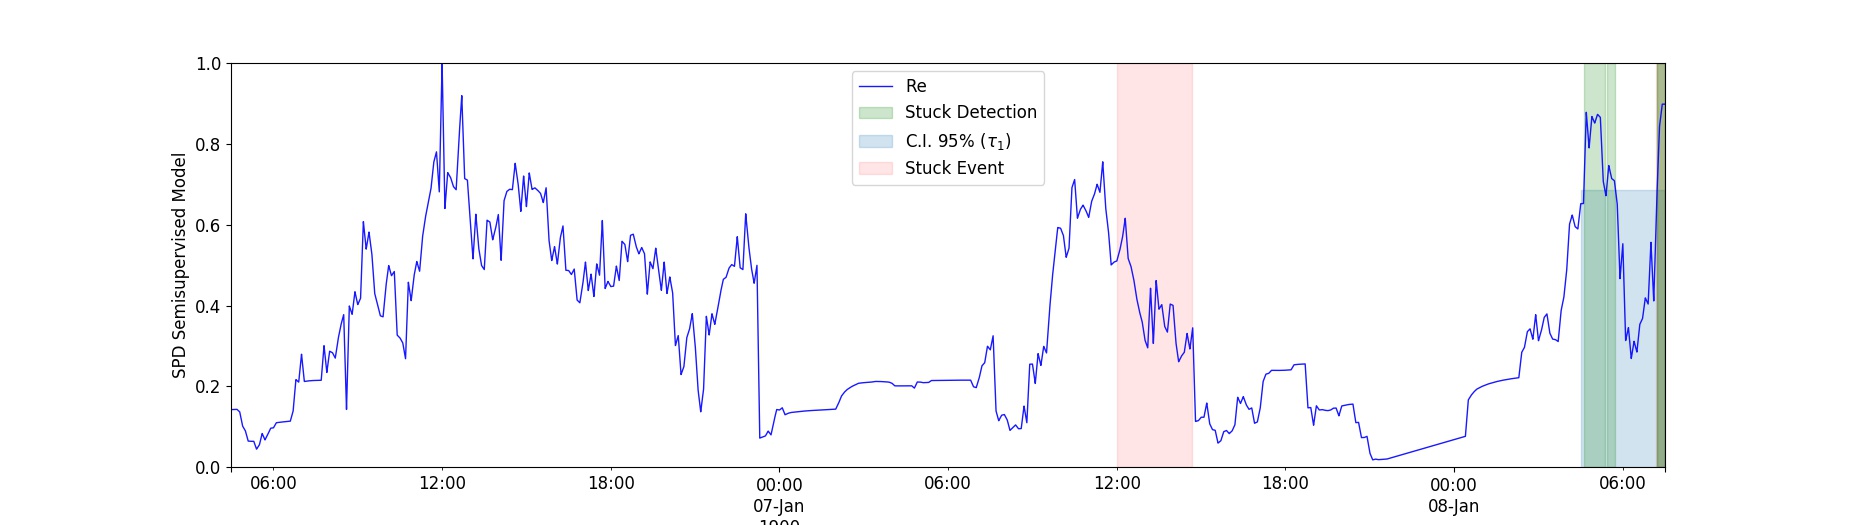 SPD Semisupervised Model
1.0
0.8
0.6
0.4
0.2
0.0
Re
Stuck Detection
C.I. 95% (τ₁)
Stuck Event
06:00
12:00
18:00
00:00
07-Jan
1900
06:00
12:00
18:00
00:00
08-Jan
06:00